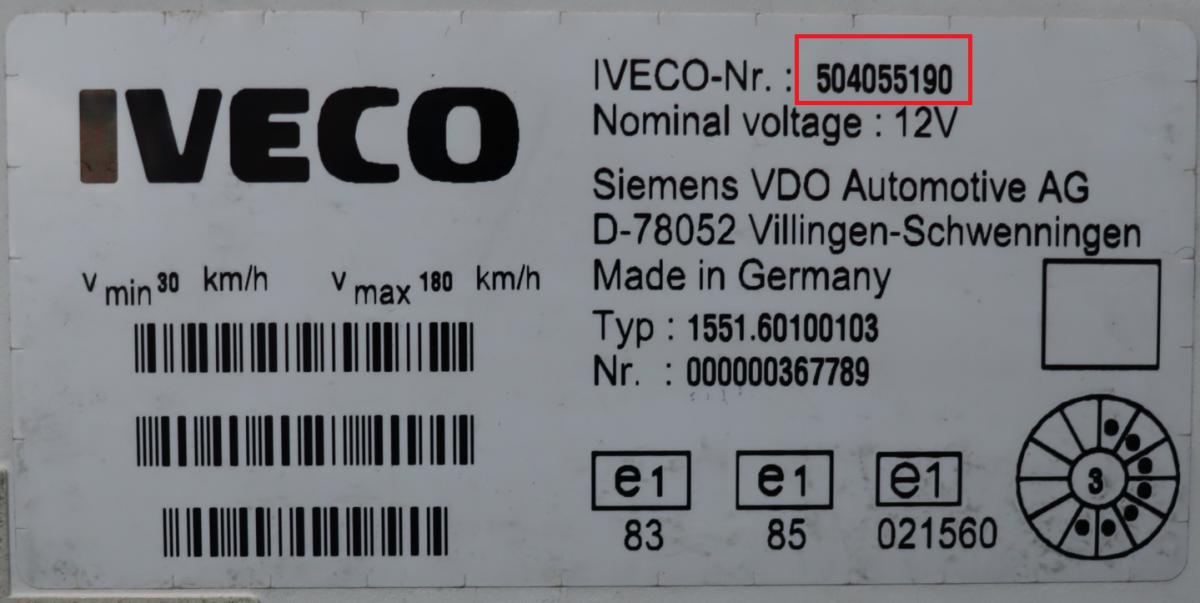 IVECO
IVECO-Nr. : 504055190
Nominal voltage : 12V
Siemens VDO Automotive AG
D-78052 Villingen-Schwenningen
Made in Germany
Typ : 1551.60100103
Nr. : 000000367789
v min 30 km/h v max 180 km/h
e1 e1 e1
83 85 021560
3